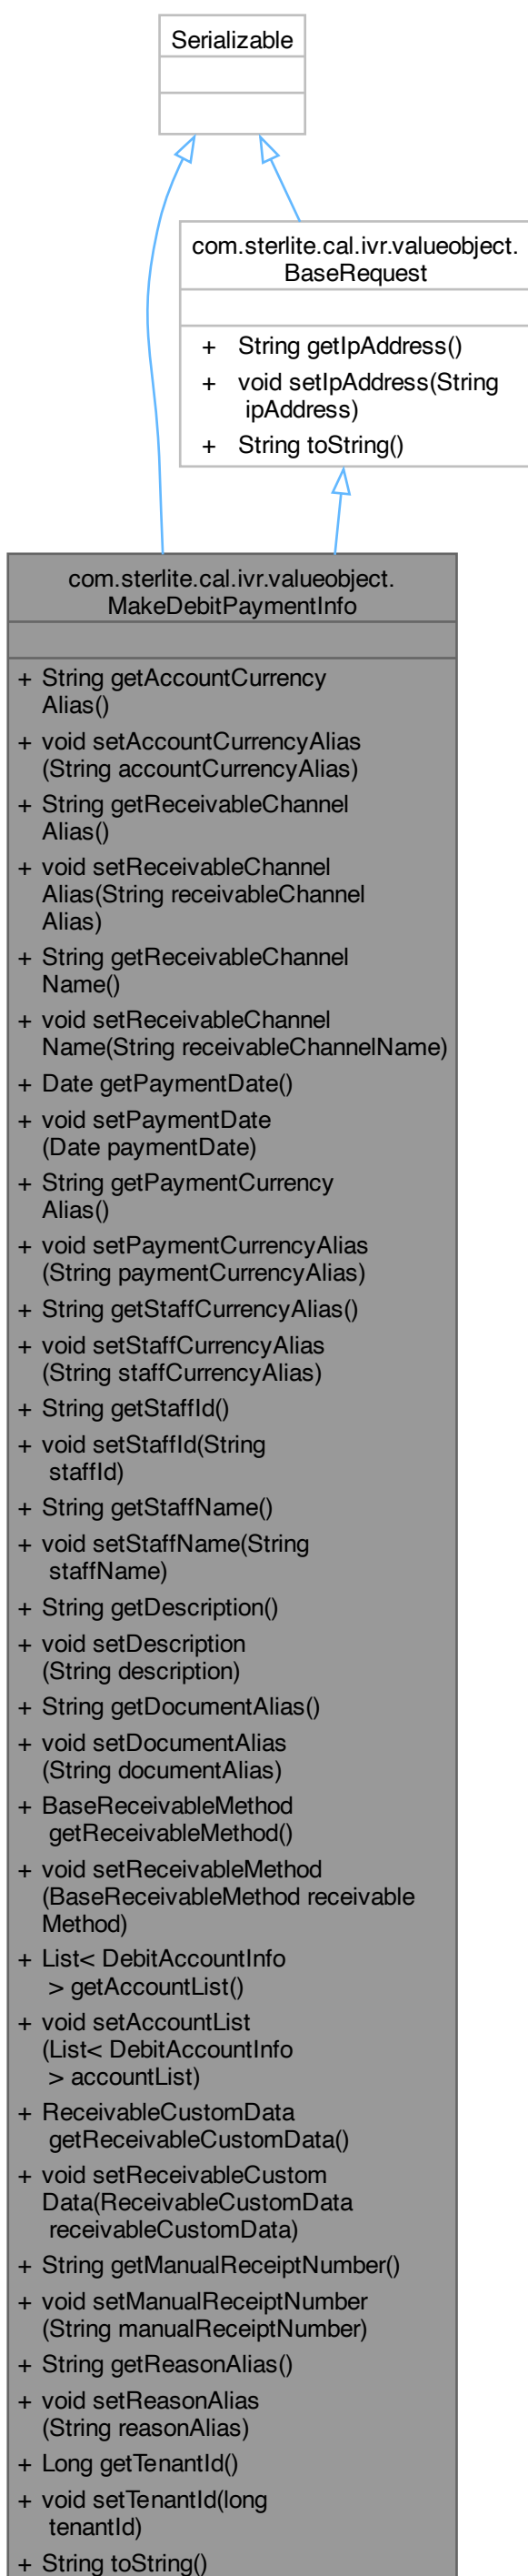 Serializable
com.sterlite.cal.ivr.valueobject.
BaseRequest
+ String getIpAddress()
+ void setIpAddress(String
ipAddress)
+ String toString()
com.sterlite.cal.ivr.valueobject.
MakeDebitPaymentInfo
+ String getAccountCurrency
Alias()
+ void setAccountCurrencyAlias
(String accountCurrencyAlias)
+ String getReceivableChannel
Alias()
+ void setReceivableChannel
Alias(String receivableChannel
Alias)
+ String getReceivableChannel
Name()
+ void setReceivableChannel
Name(String receivableChannelName)
+ Date getPaymentDate()
+ void setPaymentDate
(Date paymentDate)
+ String getPaymentCurrency
Alias()
+ void setPaymentCurrencyAlias
(String paymentCurrencyAlias)
+ String getStaffCurrencyAlias()
+ void setStaffCurrencyAlias
(String staffCurrencyAlias)
+ String getStaffId()
+ void setStaffId(String
staffId)
+ String getStaffName()
+ void setStaffName(String
staffName)
+ String getDescription()
+ void setDescription
(String description)
+ String getDocumentAlias()
+ void setDocumentAlias
(String documentAlias)
+ BaseReceivableMethod
getReceivableMethod()
+ void setReceivableMethod
(BaseReceivableMethod receivable
Method)
+ List< DebitAccountInfo
> getAccountList()
+ void setAccountList
(List< DebitAccountInfo
> accountList)
+ ReceivableCustomData
getReceivableCustomData()
+ void setReceivableCustom
Data(ReceivableCustomData
receivableCustomData)
+ String getManualReceiptNumber()
+ void setManualReceiptNumber
(String manualReceiptNumber)
+ String getReasonAlias()
+ void setReasonAlias
(String reasonAlias)
+ Long getTenantId()
+ void setTenantId(long
tenantId)
+ String toString()